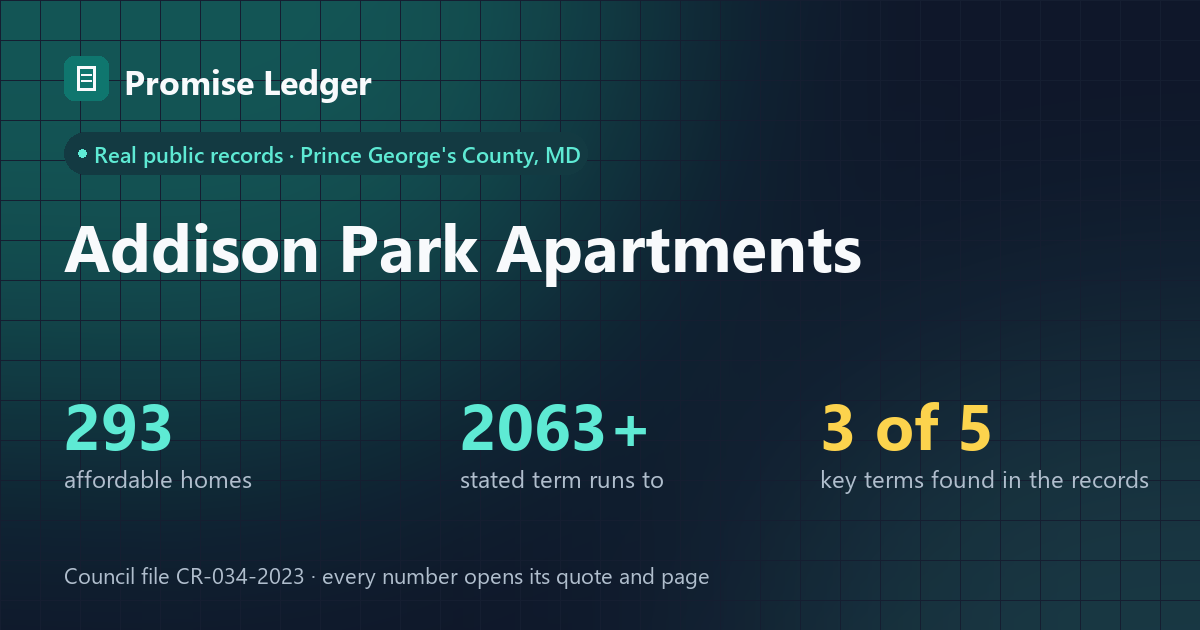 Promise Ledger
Real public records · Prince George's County, MD
Addison Park Apartments
293
affordable homes
2063+
stated term runs to
3 of 5
key terms found in the records
Council file CR-034-2023 · every number opens its quote and page